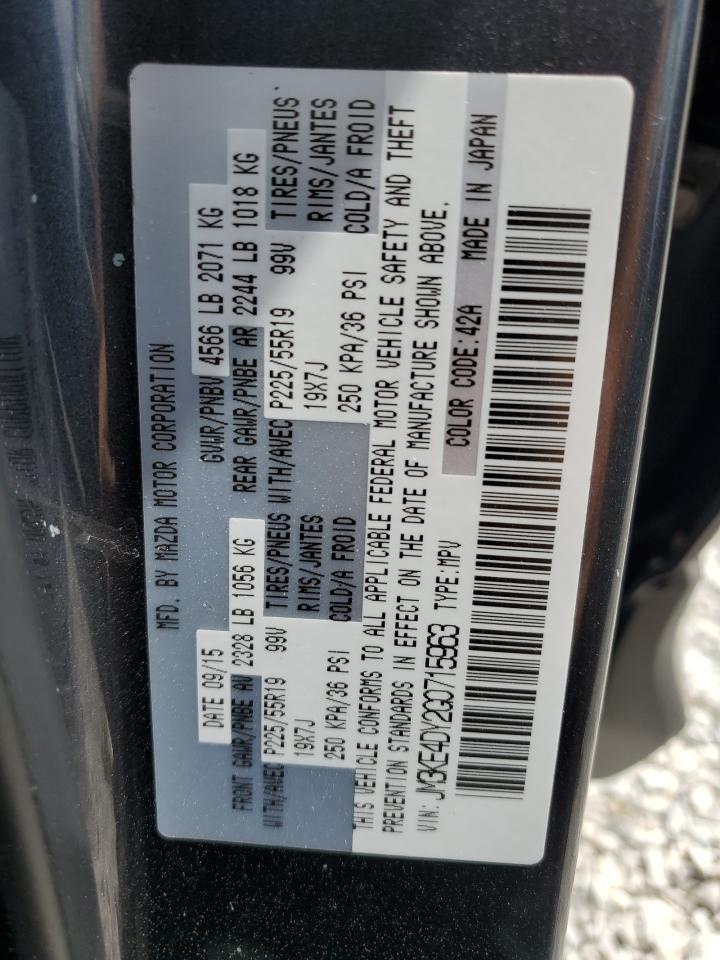 MFD. BY MAZDA MOTOR CORPORATION
DATE 09/15 GVWR/PNBV 4566 LB 2071 KG
FRONT GAWR/PNBE AV 2328 LB 1056 KG REAR GAWR/PNBE AR 2244 LB 1018 KG
WITH/AVEC P225/55R19 99V TIRES/PNEUS WITH/AVEC P225/55R19 99V TIRES/PNEUS
19X7J RIMS/JANTES 19X7J RIMS/JANTES
250 KPA/36 PSI COLD/A FROID 250 KPA/36 PSI COLD/A FROID
THIS VEHICLE CONFORMS TO ALL APPLICABLE FEDERAL MOTOR VEHICLE SAFETY AND THEFT
PREVENTION STANDARDS IN EFFECT ON THE DATE OF MANUFACTURE SHOWN ABOVE.
VIN: JM3KE4DY2G0715963 TYPE:MPV COLOR CODE:42A MADE IN JAPAN